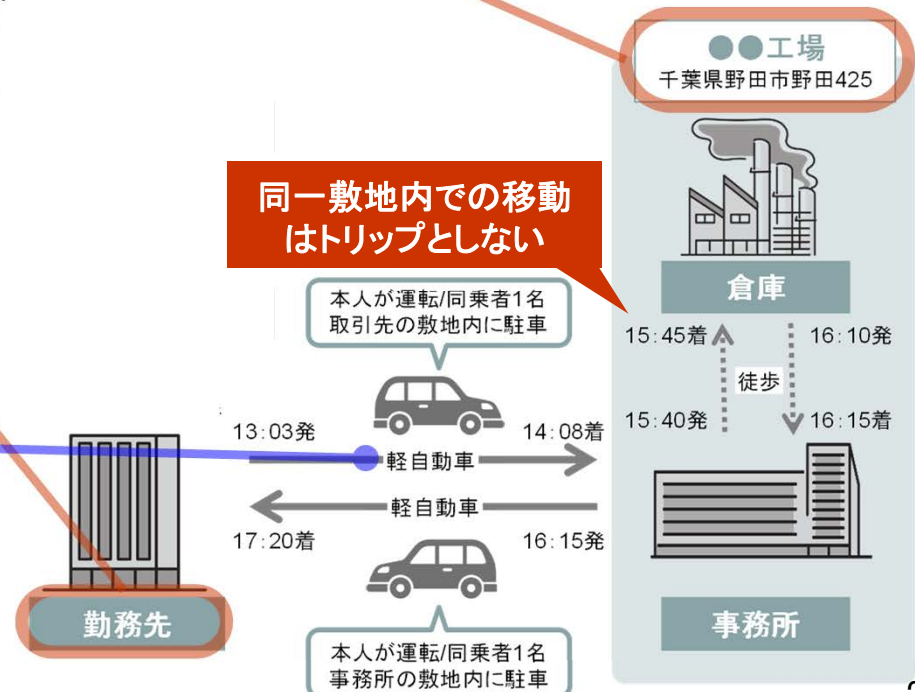 ●●工場
千葉県野田市野田425
同一敷地内での移動
はトリップとしない
倉庫
本人が運転/同乗者1名
取引先の敷地内に駐車
15:45着
16:10発
徒歩
15:40発
16:15着
13:03発
14:08着
軽自動車
軽自動車
17:20着
16:15発
勤務先
事務所
本人が運転/同乗者1名
事務所の敷地内に駐車